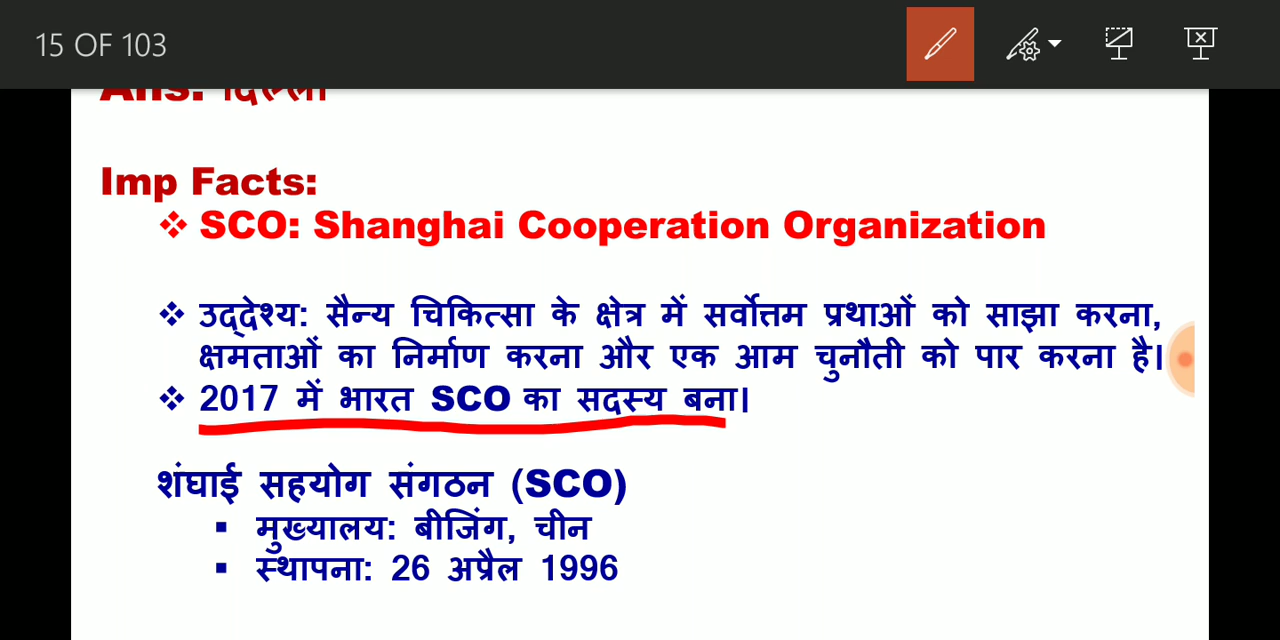 15 OF 103
Ans: दिल्ली
Imp Facts:
❖ SCO: Shanghai Cooperation Organization
❖ उद्देश्य: सैन्य चिकित्सा के क्षेत्र में सर्वोत्तम प्रथाओं को साझा करना,
क्षमताओं का निर्माण करना और एक आम चुनौती को पार करना है।
❖ 2017 में भारत SCO का सदस्य बना।
शंघाई सहयोग संगठन (SCO)
▪ मुख्यालय: बीजिंग, चीन
▪ स्थापना: 26 अप्रैल 1996